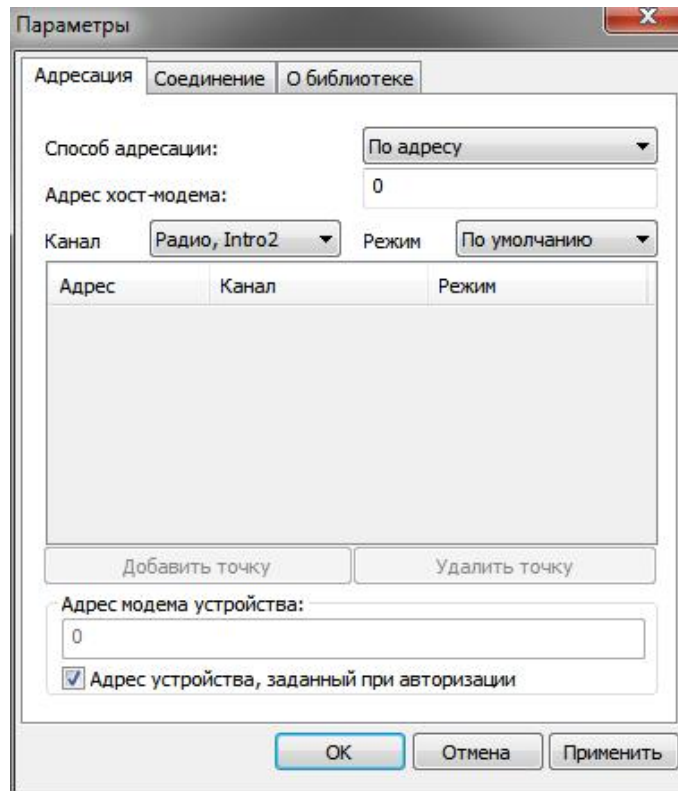 Параметры
Адресация Соединение О библиотеке
Способ адресации: По адресу
Адрес хост-модема: 0
Канал Радио, Intro2 Режим По умолчанию
Адрес Канал Режим
Добавить точку Удалить точку
Адрес модема устройства:
0
Адрес устройства, заданный при авторизации
OK Отмена Применить